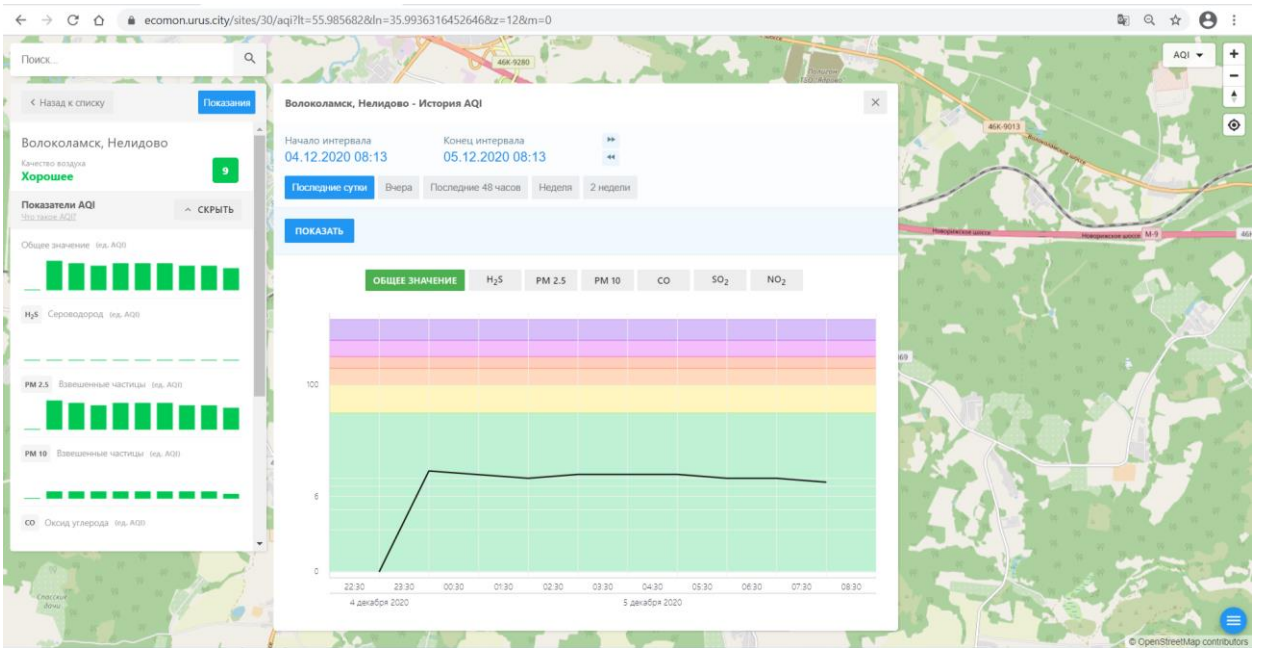 ecomon.urus.city/sites/30/aqi?lt=55.985682&ln=35.9936316452646&z=12&m=0
Поиск...
46К-9280
AQI
< Назад к списку
Показания
Волоколамск, Нелидово - История AQI
46К-9013
Волоколамск, Нелидово
Качество воздуха
Хорошее
9
Начало интервала
Конец интервала
04.12.2020 08:13
05.12.2020 08:13
Последние сутки
Вчера
Последние 48 часов
Неделя
2 недели
Показатели AQI
Что такое AQI?
СКРЫТЬ
ПОКАЗАТЬ
Новорижское шоссе
Новорижское шоссе
М-9
46К
Общее значение (ед. AQI)
ОБЩЕЕ ЗНАЧЕНИЕ
H₂S
PM 2.5
PM 10
CO
SO₂
NO₂
H₂S Сероводород (ед. AQI)
PM 2.5 Взвешенные частицы (ед. AQI)
PM 10 Взвешенные частицы (ед. AQI)
CO Оксид углерода (ед. AQI)
100
6
0
22:30
23:30
00:30
01:30
02:30
03:30
04:30
05:30
06:30
07:30
08:30
4 декабря 2020
5 декабря 2020
Спасские
дачи
© OpenStreetMap contributors